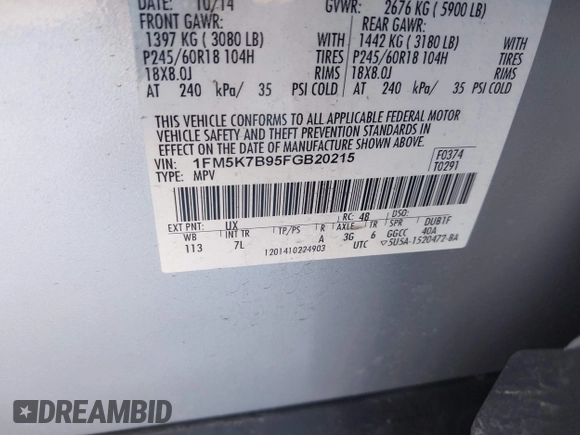 DATE: 10/14 GVWR: 2676 KG ( 5900 LB)
FRONT GAWR: REAR GAWR:
1397 KG ( 3080 LB) WITH 1442 KG ( 3180 LB) WITH
P245/60R18 104H TIRES P245/60R18 104H TIRES
18X8.0J RIMS 18X8.0J RIMS
AT 240 kPa/ 35 PSI COLD AT 240 kPa/ 35 PSI COLD
THIS VEHICLE CONFORMS TO ALL APPLICABLE FEDERAL MOTOR
VEHICLE SAFETY AND THEFT PREVENTION STANDARDS IN
EFFECT ON THE DATE OF MANUFACTURE SHOWN ABOVE.
VIN: 1FM5K7B95FGB20215 F0374
TYPE: MPV T0291
EXT PNT: UX RC: 48 DSO:
WB INT TR TP/PS R AXLE TR SPR DUB1F
113 7L A 3G 6 GGCC 40A
1201410224903 UTC ▽5U5A-1520472-BA
DREAMBID